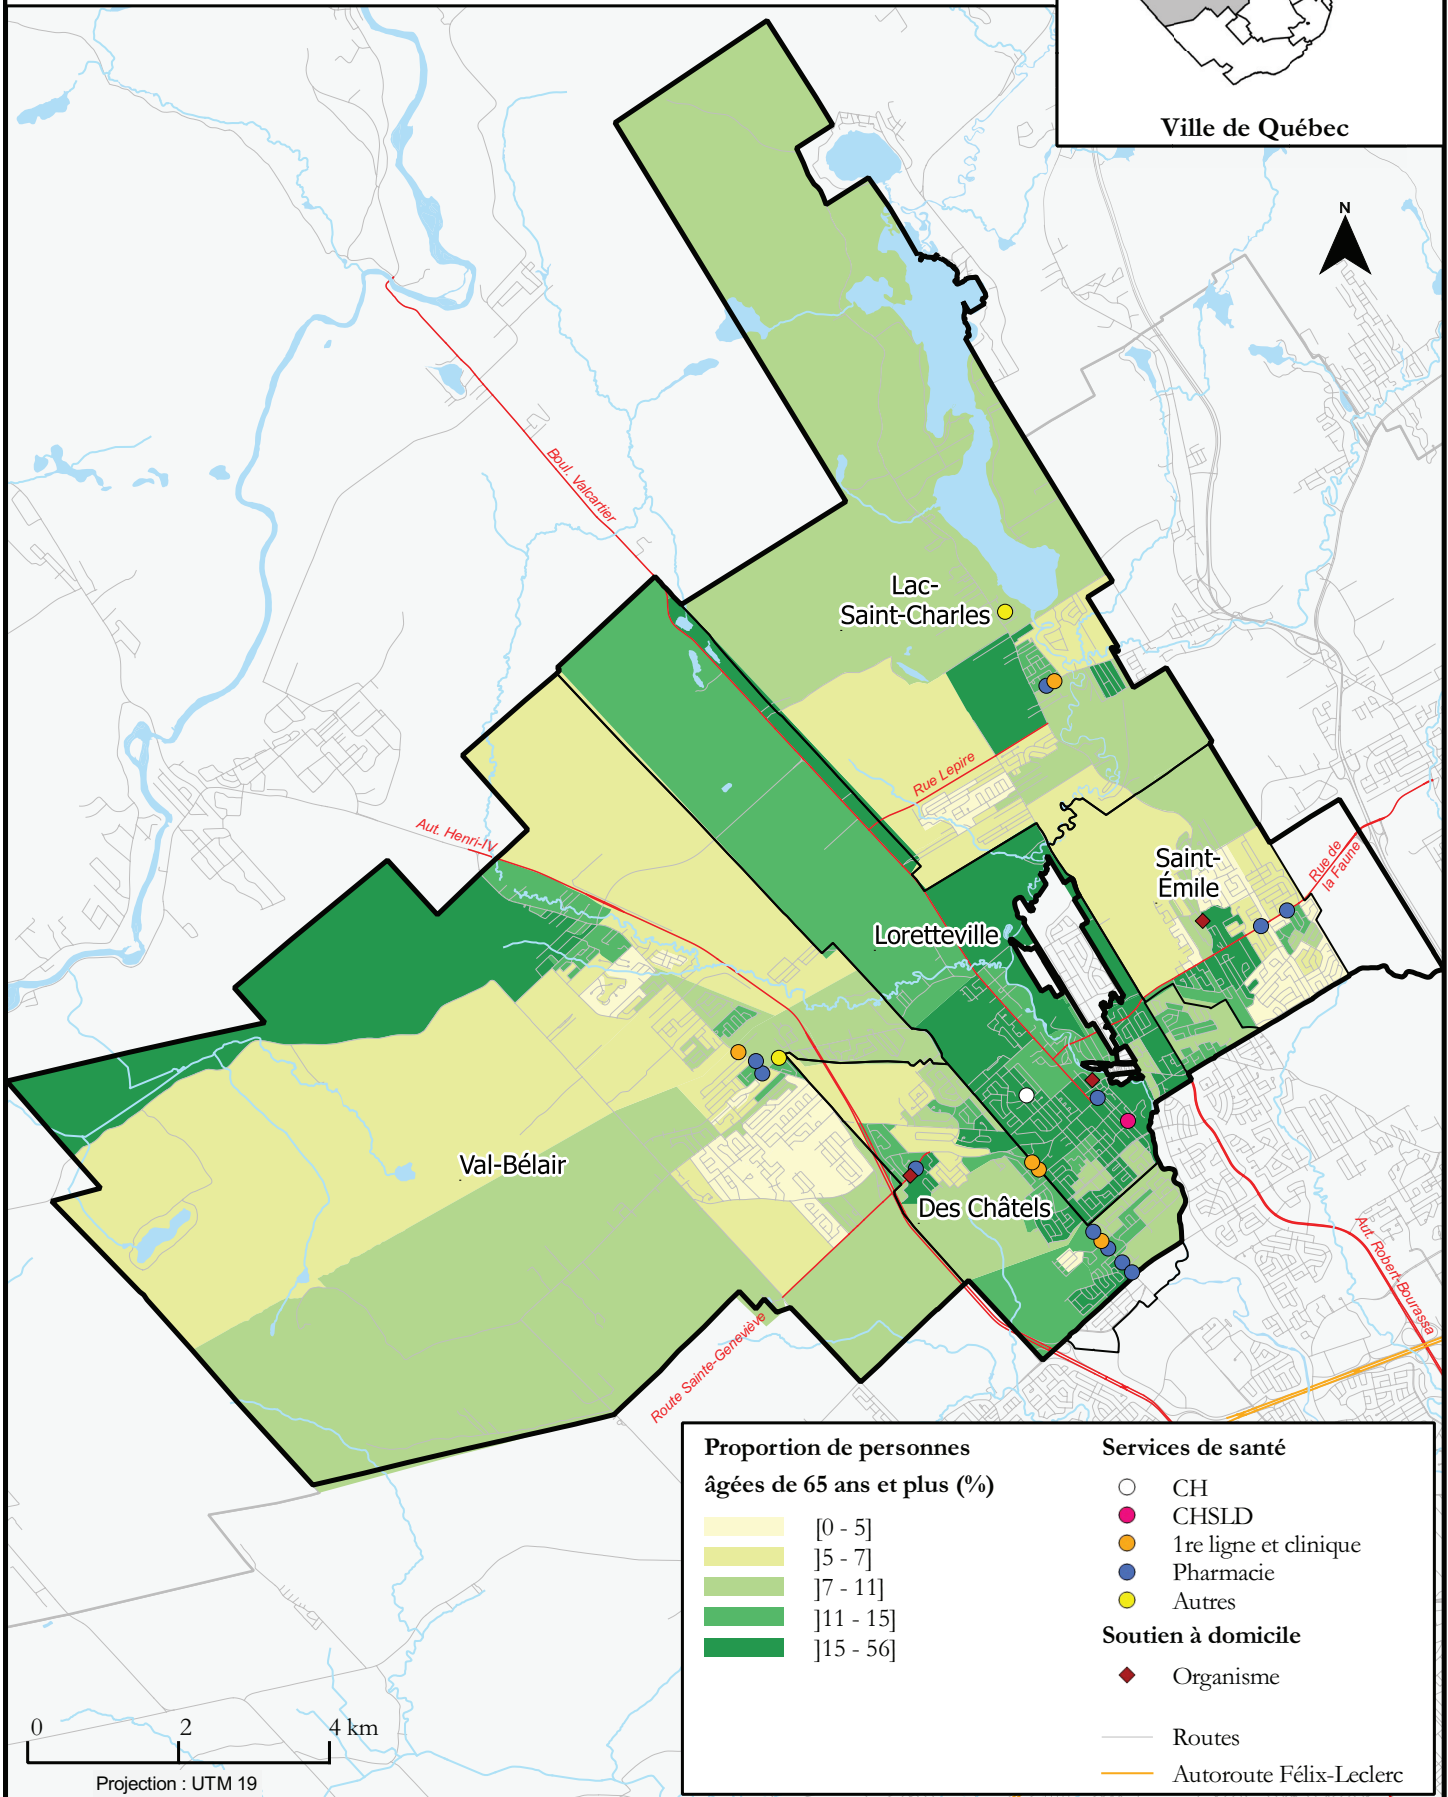 Ville de Québec
N
Boul. Valcartier
Lac-
Saint-Charles
Rue Lepire
Aut. Henri-IV
Saint-
Émile
Rue de
la Faune
Loretteville
Val-Bélair
Des Châtels
Aut. Robert-Bourassa
Route Sainte-Geneviève
Proportion de personnes
âgées de 65 ans et plus (%)
[0 - 5]
]5 - 7]
]7 - 11]
]11 - 15]
]15 - 56]
Services de santé
CH
CHSLD
1re ligne et clinique
Pharmacie
Autres
Soutien à domicile
Organisme
Routes
Autoroute Félix-Leclerc
0 2 4 km
Projection : UTM 19